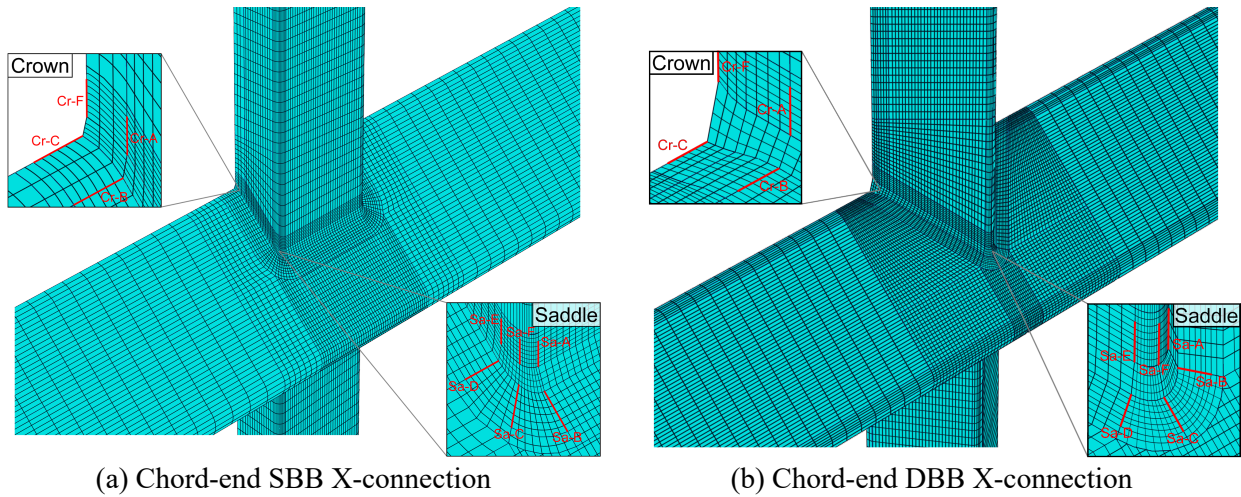 Crown
Cr-F
Cr-C
Cr-A
Cr-B
Saddle
Sa-E
Sa-F
Sa-A
Sa-D
Sa-C
Sa-B
(a) Chord-end SBB X-connection
Crown
Cr-F
Cr-A
Cr-C
Cr-B
Saddle
Sa-A
Sa-E
Sa-F
Sa-B
Sa-D
Sa-C
(b) Chord-end DBB X-connection